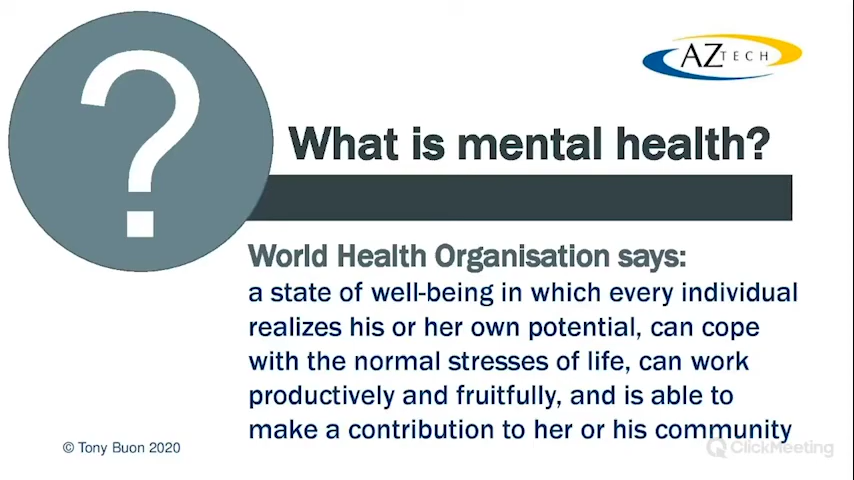 ?
AZTECH
What is mental health?
World Health Organisation says:
a state of well-being in which every individual
realizes his or her own potential, can cope
with the normal stresses of life, can work
productively and fruitfully, and is able to
make a contribution to her or his community
© Tony Buon 2020
ClickMeeting